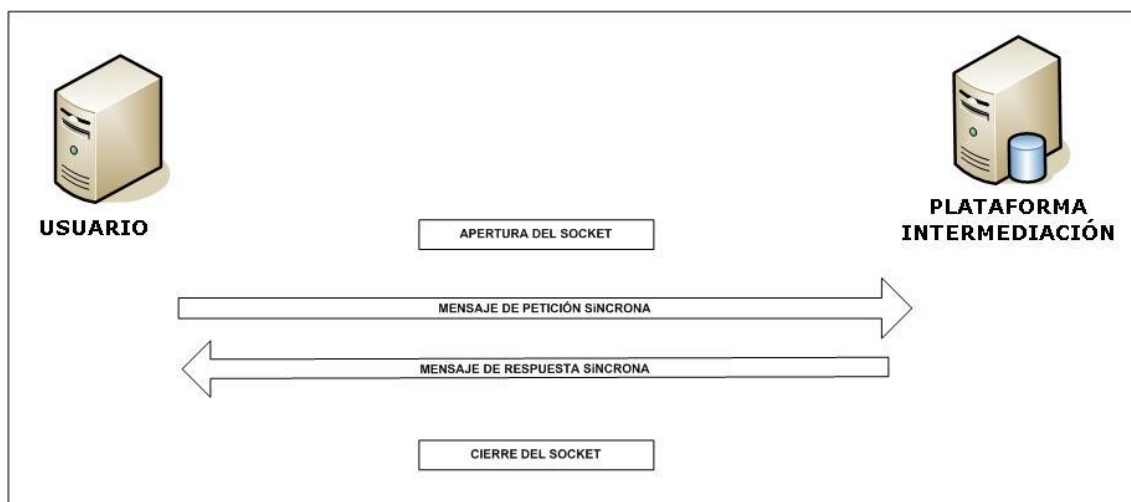 USUARIO
PLATAFORMA
INTERMEDIACIÓN
APERTURA DEL SOCKET
MENSAJE DE PETICIÓN SíNCRONA
MENSAJE DE RESPUESTA SíNCRONA
CIERRE DEL SOCKET